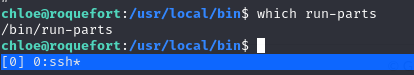 chloe@roquefort:/usr/local/bin$ which run-parts
/bin/run-parts
chloe@roquefort:/usr/local/bin$
[0] 0:ssh*